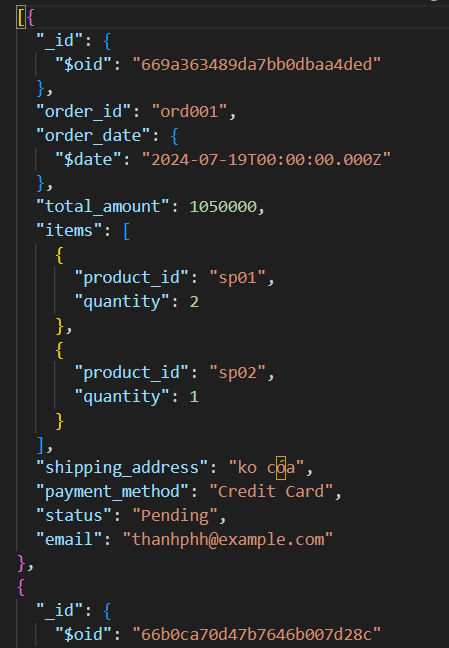 [{
  "_id": {
    "$oid": "669a363489da7bb0dbaa4ded"
  },
  "order_id": "ord001",
  "order_date": {
    "$date": "2024-07-19T00:00:00.000Z"
  },
  "total_amount": 1050000,
  "items": [
    {
      "product_id": "sp01",
      "quantity": 2
    },
    {
      "product_id": "sp02",
      "quantity": 1
    }
  ],
  "shipping_address": "ko cóa",
  "payment_method": "Credit Card",
  "status": "Pending",
  "email": "thanhphh@example.com"
},
{
  "_id": {
    "$oid": "66b0ca70d47b7646b007d28c"